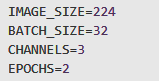 IMAGE_SIZE=224
BATCH_SIZE=32
CHANNELS=3
EPOCHS=2